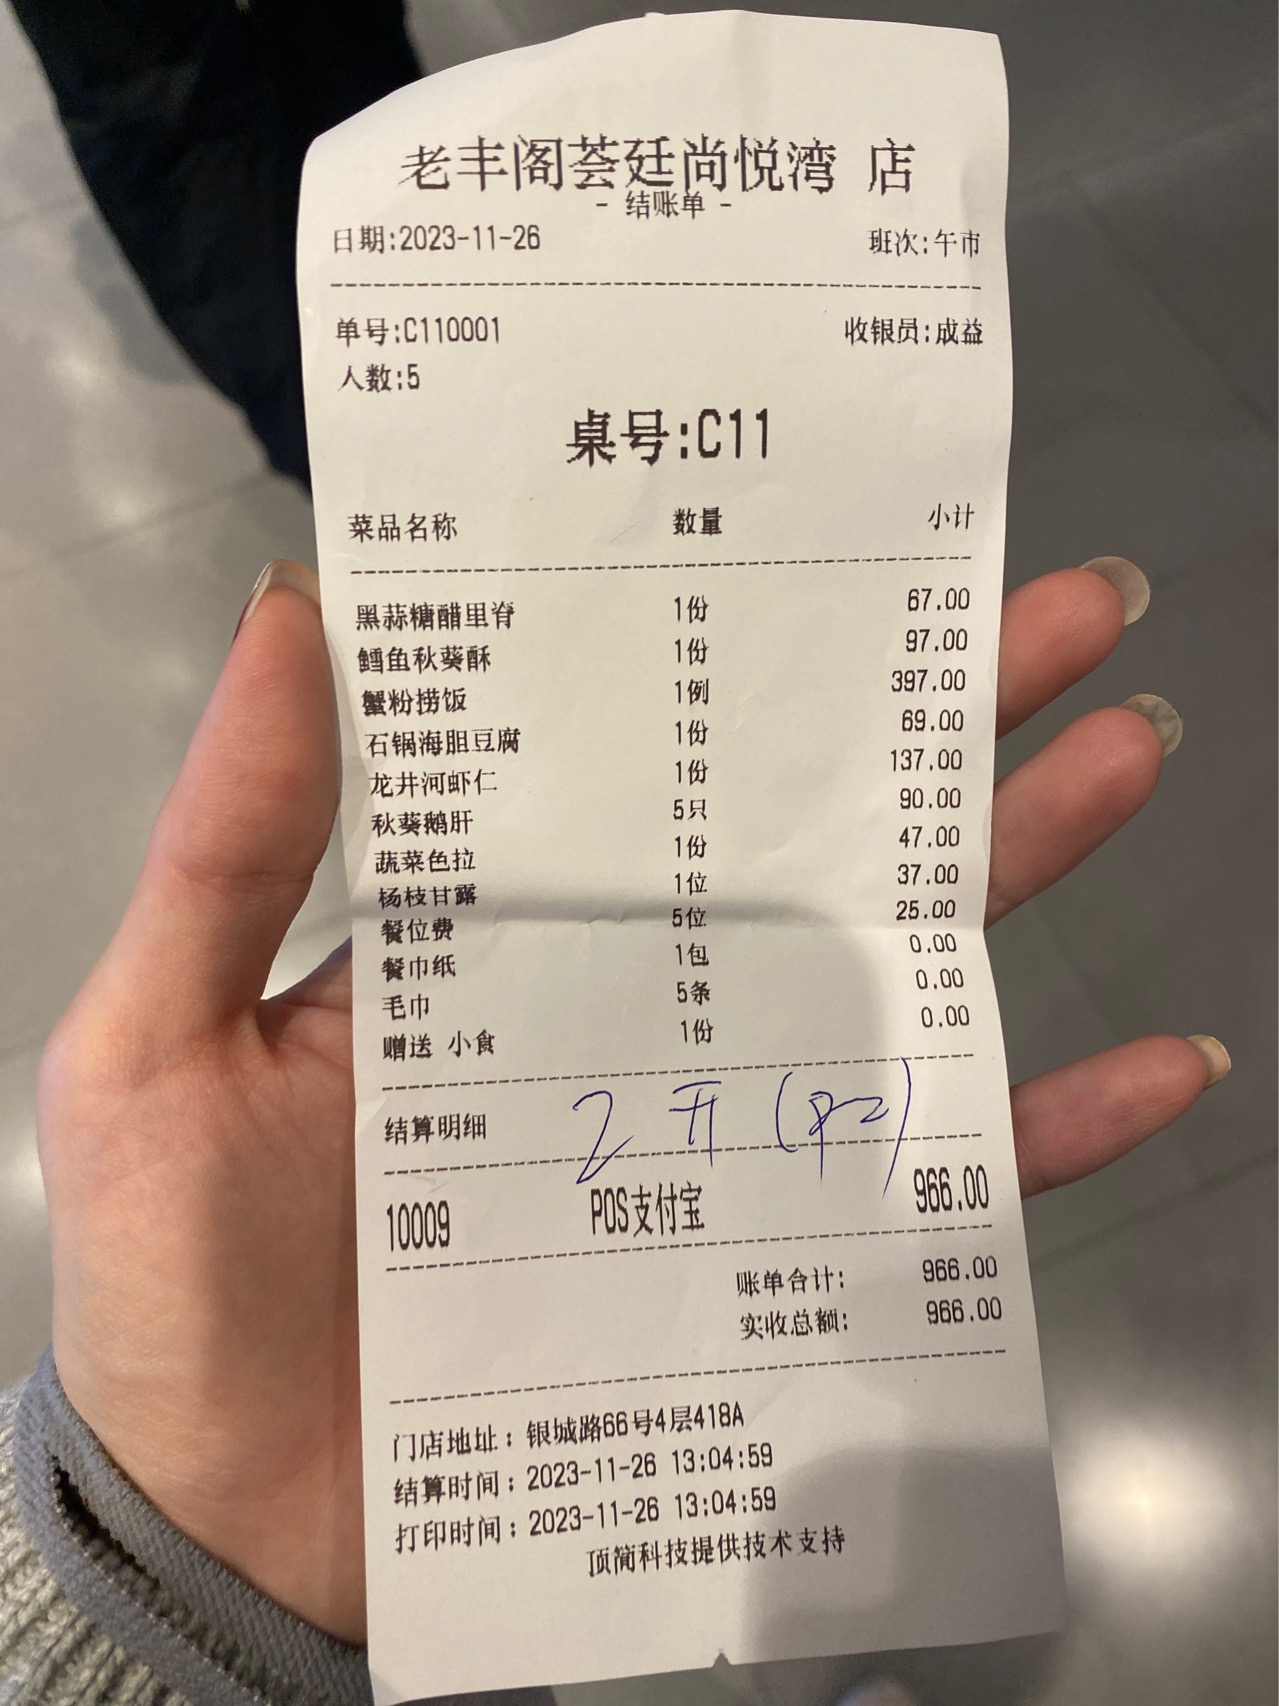 老丰阁荟廷尚悦湾 店
- 结账单 -
日期:2023-11-26 班次:午市
单号:C110001 收银员:成益
人数:5
桌号:C11
菜品名称 数量 小计
黑蒜糖醋里脊 1份 67.00
鳕鱼秋葵酥 1份 97.00
蟹粉捞饭 1例 397.00
石锅海胆豆腐 1份 69.00
龙井河虾仁 1份 137.00
秋葵鹅肝 5只 90.00
蔬菜色拉 1份 47.00
杨枝甘露 1位 37.00
餐位费 5位 25.00
餐巾纸 1包 0.00
毛巾 5条 0.00
赠送 小食 1份 0.00
结算明细 已开
10009 POS支付宝 966.00
账单合计: 966.00
实收总额: 966.00
门店地址：银城路66号4层418A
结算时间：2023-11-26 13:04:59
打印时间：2023-11-26 13:04:59
顶简科技提供技术支持